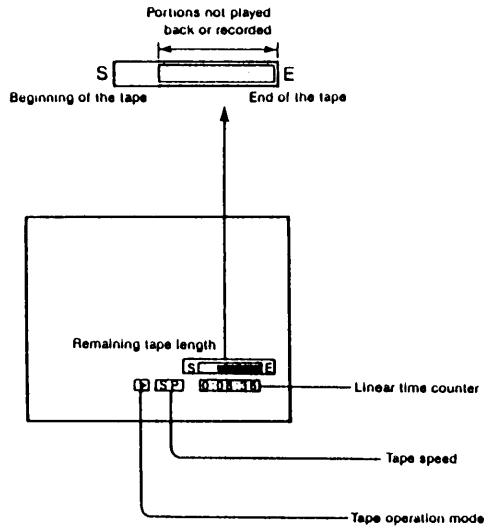 Portions not played
back or recorded
S E
Beginning of the tape End of the tape
Remaining tape length
S E
SP
Linear time counter
Tape speed
Tape operation mode